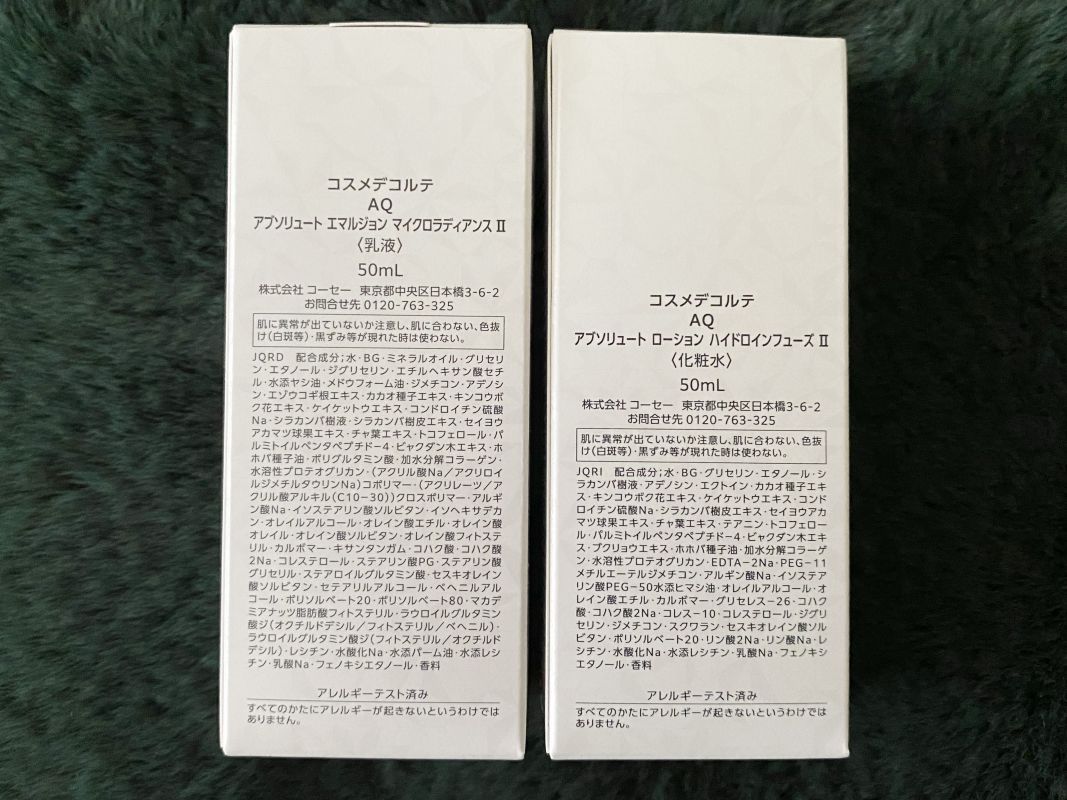 コスメデコルテ
AQ
アブソリュート エマルジョン マイクロラディアンス Ⅱ
〈乳液〉
50mL
株式会社 コーセー 東京都中央区日本橋3-6-2
お問合せ先 0120-763-325
肌に異常が出ていないか注意し、肌に合わない、色抜
け(白斑等)・黒ずみ等が現れた時は使わない。
JQRD 配合成分;水・BG・ミネラルオイル・グリセリ
ン・エタノール・ジグリセリン・エチルヘキサン酸セチ
ル・水添ヤシ油・メドウフォーム油・ジメチコン・アデノシ
ン・エゾウコギ根エキス・カカオ種子エキス・キンコウボ
ク花エキス・ケイケットウエキス・コンドロイチン硫酸
Na・シラカンバ樹液・シラカンバ樹皮エキス・セイヨウ
アカマツ球果エキス・チャ葉エキス・トコフェロール・パ
ルミトイルペンタペプチド-4・ビャクダン木エキス・ホ
ホバ種子油・ポリグルタミン酸・加水分解コラーゲン・
水溶性プロテオグリカン・(アクリル酸Na/アクリロイ
ルジメチルタウリンNa)コポリマー・(アクリレーツ/ア
クリル酸アルキル(C10-30))クロスポリマー・アルギ
ン酸Na・イソステアリン酸ソルビタン・イソヘキサデカ
ン・オレイルアルコール・オレイン酸エチル・オレイン酸
オレイル・オレイン酸ソルビタン・オレイン酸フィトステ
リル・カルボマー・キサンタンガム・コハク酸・コハク酸
2Na・コレステロール・ステアリン酸PG・ステアリン酸
グリセリル・ステアロイルグルタミン酸・セスキオレイン
酸ソルビタン・セテアリルアルコール・ベヘニルアル
コール・ポリソルベート20・ポリソルベート80・マカデ
ミアナッツ脂肪酸フィトステリル・ラウロイルグルタミン
酸ジ(オクチルドデシル/フィトステリル/ベヘニル)・
ラウロイルグルタミン酸ジ(フィトステリル/オクチルド
デシル)・レシチン・水酸化Na・水添パーム油・水添レシ
チン・乳酸Na・フェノキシエタノール・香料
アレルギーテスト済み
すべてのかたにアレルギーが起きないというわけでは
ありません。
コスメデコルテ
AQ
アブソリュート ローション ハイドロインフューズ Ⅱ
〈化粧水〉
50mL
株式会社 コーセー 東京都中央区日本橋3-6-2
お問合せ先 0120-763-325
肌に異常が出ていないか注意し、肌に合わない、色抜
け(白斑等)・黒ずみ等が現れた時は使わない。
JQRI 配合成分;水・BG・グリセリン・エタノール・シ
ラカンバ樹液・アデノシン・エクトイン・カカオ種子エキ
ス・キンコウボク花エキス・ケイケットウエキス・コンド
ロイチン硫酸Na・シラカンバ樹皮エキス・セイヨウアカ
マツ球果エキス・チャ葉エキス・テアニン・トコフェロー
ル・パルミトイルペンタペプチド-4・ビャクダン木エキ
ス・ブクリョウエキス・ホホバ種子油・加水分解コラーゲ
ン・水溶性プロテオグリカン・EDTA-2Na・PEG-11
メチルエーテルジメチコン・アルギン酸Na・イソステア
リン酸PEG-50水添ヒマシ油・オレイルアルコール・オ
レイン酸エチル・カルボマー・グリセレス-26・コハク
酸・コハク酸2Na・コレス-10・コレステロール・ジグリ
セリン・ジメチコン・スクワラン・セスキオレイン酸ソル
ビタン・ポリソルベート20・リン酸2Na・リン酸Na・レ
シチン・水酸化Na・水添レシチン・乳酸Na・フェノキシ
エタノール・香料
アレルギーテスト済み
すべてのかたにアレルギーが起きないというわけでは
ありません。